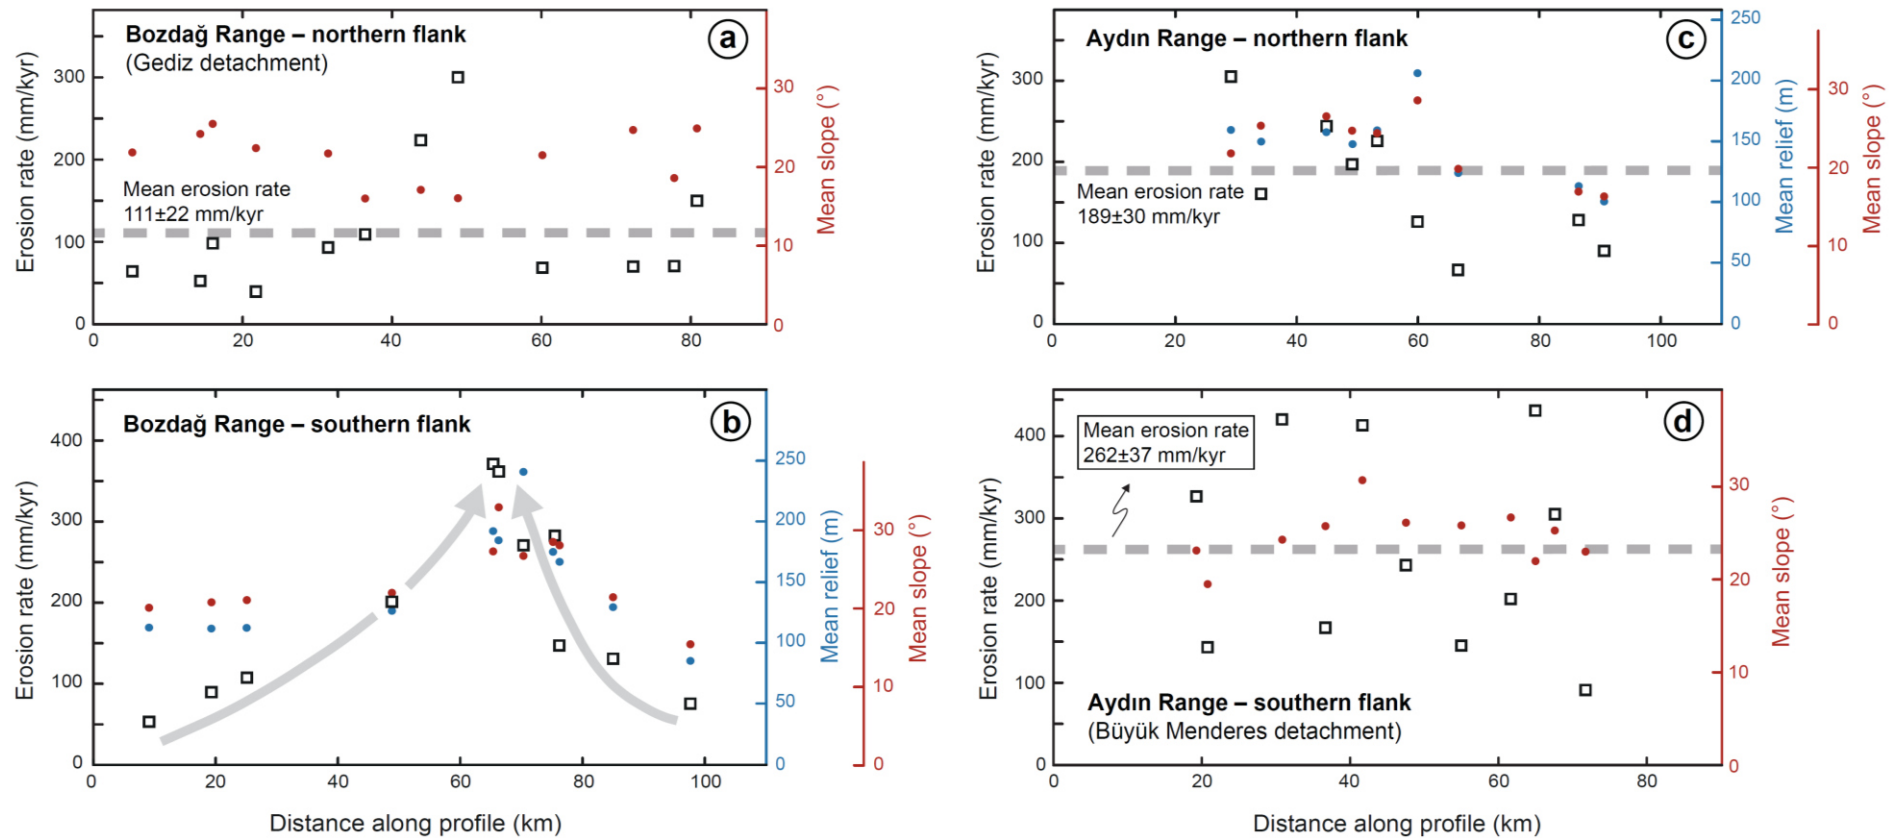 Bozdağ Range – northern flank
(Gediz detachment)
a
Erosion rate (mm/kyr)
300
200
100
0
Mean erosion rate
111±22 mm/kyr
30
20
10
0
Mean slope (°)
0 20 40 60 80
Bozdağ Range – southern flank
b
Erosion rate (mm/kyr)
400
300
200
100
0
250
200
150
100
50
0
Mean relief (m)
30
20
10
0
Mean slope (°)
0 20 40 60 80 100
Distance along profile (km)
Aydın Range – northern flank
c
Erosion rate (mm/kyr)
300
200
100
0
Mean erosion rate
189±30 mm/kyr
250
200
150
100
50
0
Mean relief (m)
30
20
10
0
Mean slope (°)
0 20 40 60 80 100
d
Mean erosion rate
262±37 mm/kyr
Erosion rate (mm/kyr)
400
300
200
100
0
Aydın Range – southern flank
(Büyük Menderes detachment)
30
20
10
0
Mean slope (°)
0 20 40 60 80
Distance along profile (km)